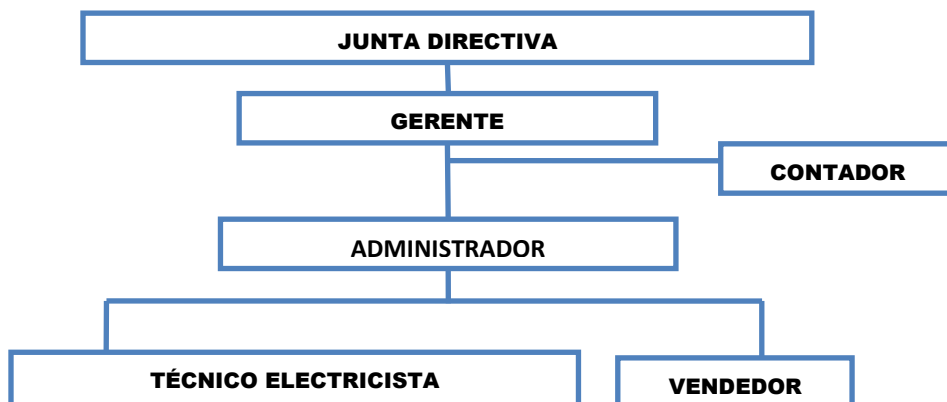 JUNTA DIRECTIVA
GERENTE
CONTADOR
ADMINISTRADOR
TÉCNICO ELECTRICISTA
VENDEDOR